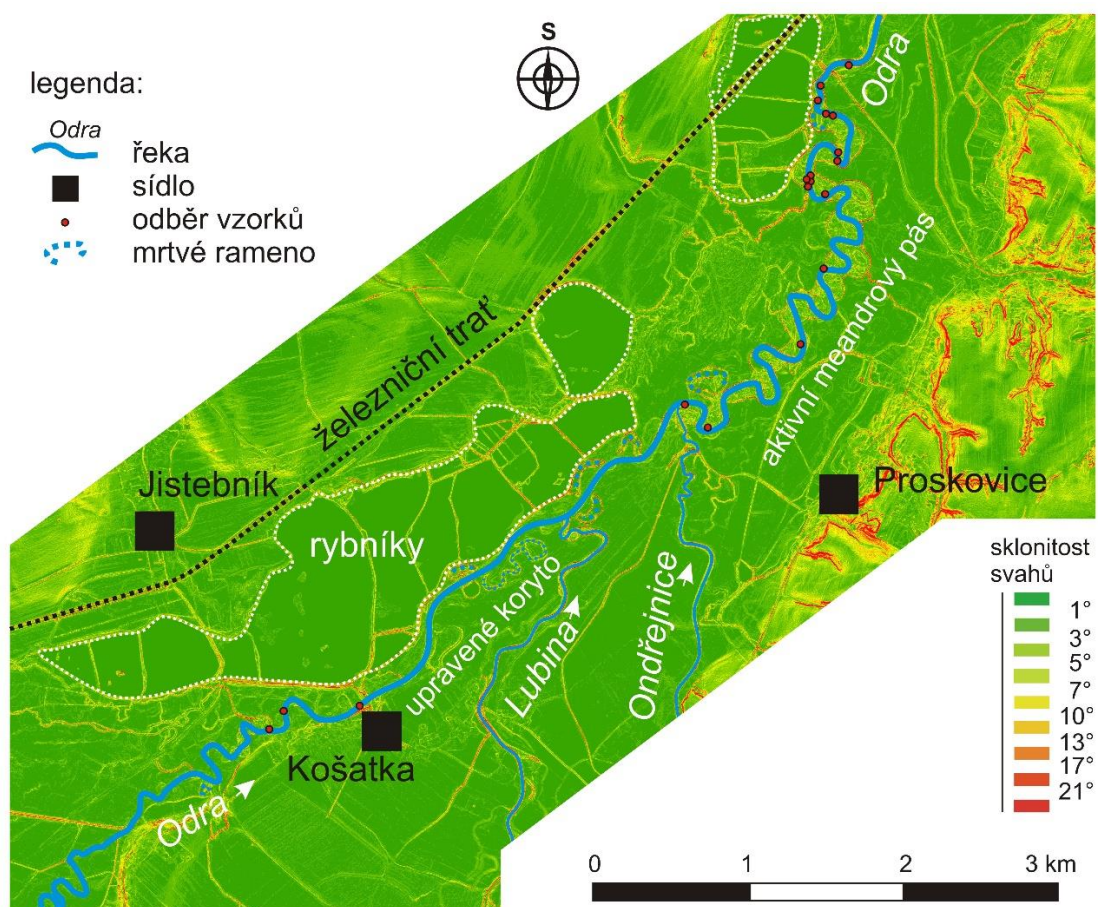 S
legenda:
Odra
řeka
sídlo
odběr vzorků
mrtvé rameno
Odra
železniční trať
aktivní meandrový pás
Jistebník
Proskovice
rybníky
upravené koryto
Lubina
Ondřejnice
Košatka
Odra
sklonitost
svahů
1°
3°
5°
7°
10°
13°
17°
21°
0 1 2 3 km